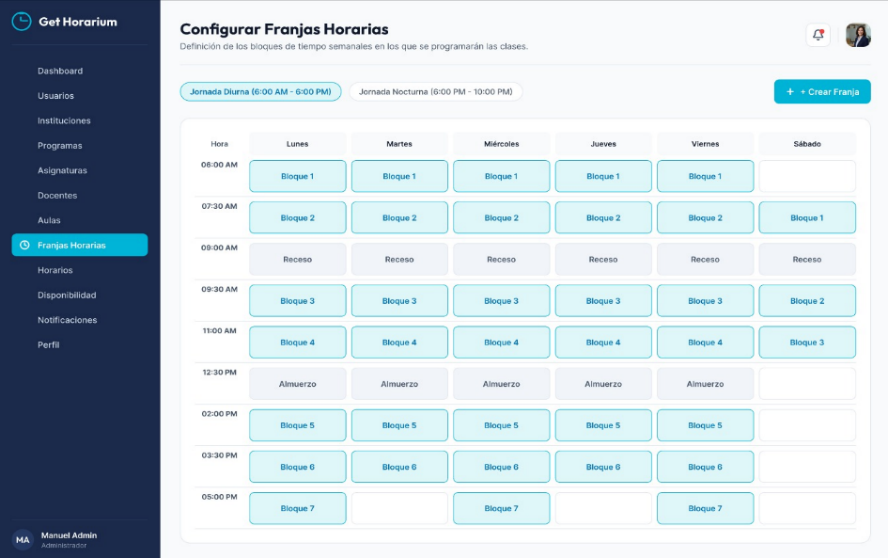 Get Horarium
Dashboard
Usuarios
Instituciones
Programas
Asignaturas
Docentes
Aulas
Franjas Horarias
Horarios
Disponibilidad
Notificaciones
Perfil
MA
Manuel Admin
Administrador
Configurar Franjas Horarias
Definición de los bloques de tiempo semanales en los que se programarán las clases.
Jornada Diurna (6:00 AM - 6:00 PM) Jornada Nocturna (6:00 PM - 10:00 PM) + + Crear Franja
Hora Lunes Martes Miércoles Jueves Viernes Sábado
06:00 AM Bloque 1 Bloque 1 Bloque 1 Bloque 1 Bloque 1
07:30 AM Bloque 2 Bloque 2 Bloque 2 Bloque 2 Bloque 2 Bloque 1
09:00 AM Receso Receso Receso Receso Receso Receso
09:30 AM Bloque 3 Bloque 3 Bloque 3 Bloque 3 Bloque 3 Bloque 2
11:00 AM Bloque 4 Bloque 4 Bloque 4 Bloque 4 Bloque 4 Bloque 3
12:30 PM Almuerzo Almuerzo Almuerzo Almuerzo Almuerzo
02:00 PM Bloque 5 Bloque 5 Bloque 5 Bloque 5 Bloque 5
03:30 PM Bloque 6 Bloque 6 Bloque 6 Bloque 6 Bloque 6
05:00 PM Bloque 7 Bloque 7 Bloque 7